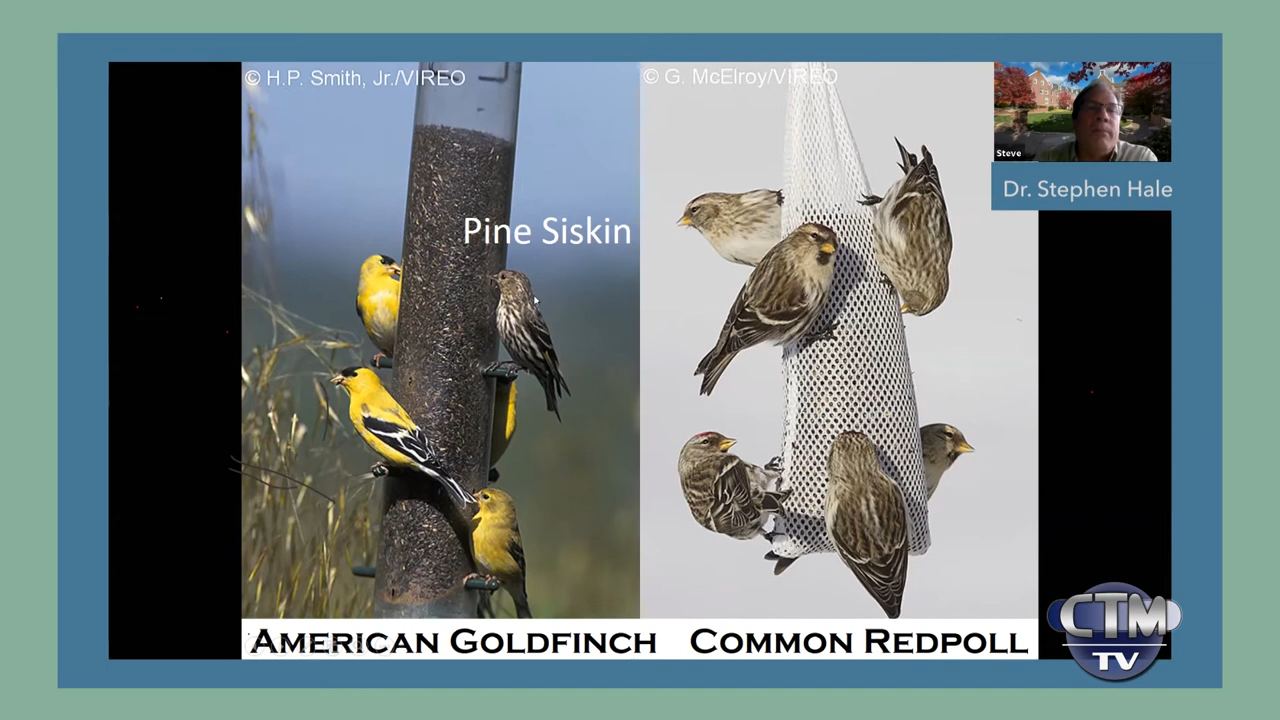 © H.P. Smith, Jr./VIREO
© G. McElroy/VIREO
Steve
Dr. Stephen Hale
Pine Siskin
AMERICAN GOLDFINCH
COMMON REDPOLL
CTM
TV